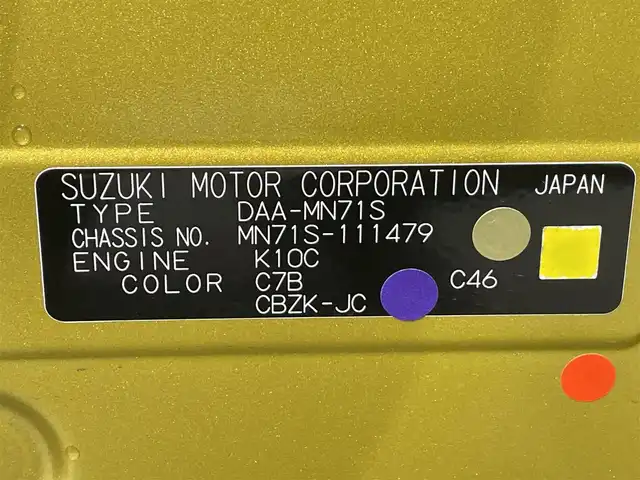 SUZUKI MOTOR CORPORATION JAPAN
TYPE DAA-MN71S
CHASSIS NO. MN71S-111479
ENGINE K10C
COLOR C7B C46
CBZK-JC